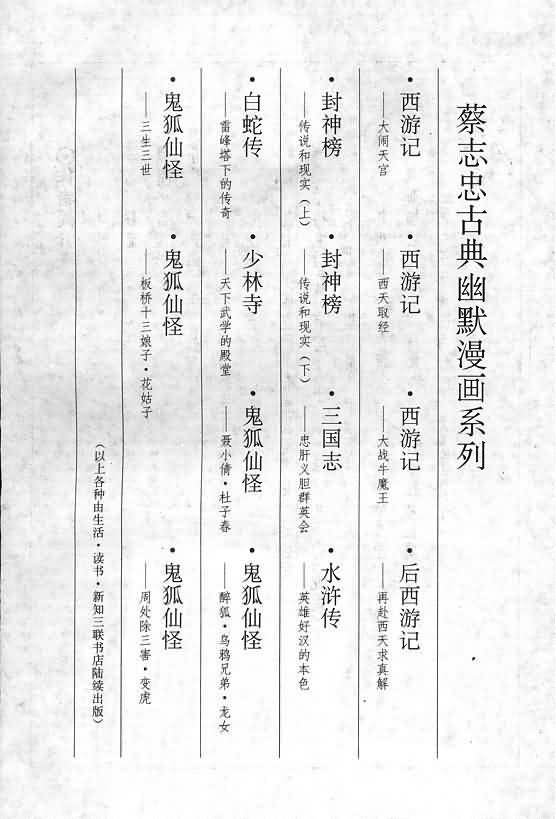 蔡志忠古典幽默漫画系列
•西游记
——大闹天宫
•西游记
——西天取经
•西游记
——大战牛魔王
•后西游记
——再赴西天求真解
•封神榜
——传说和现实（上）
•封神榜
——传说和现实（下）
•三国志
——忠肝义胆群英会
•水浒传
——英雄好汉的本色
•白蛇传
——雷峰塔下的传奇
•少林寺
——天下武学的殿堂
•鬼狐仙怪
——聂小倩•杜子春
•鬼狐仙怪
——醉狐•乌鸦兄弟•龙女
•鬼狐仙怪
——三生三世
•鬼狐仙怪
——板桥十三娘子•花姑子
•鬼狐仙怪
——周处除三害•变虎
（以上各种由生活•读书•新知三联书店陆续出版）